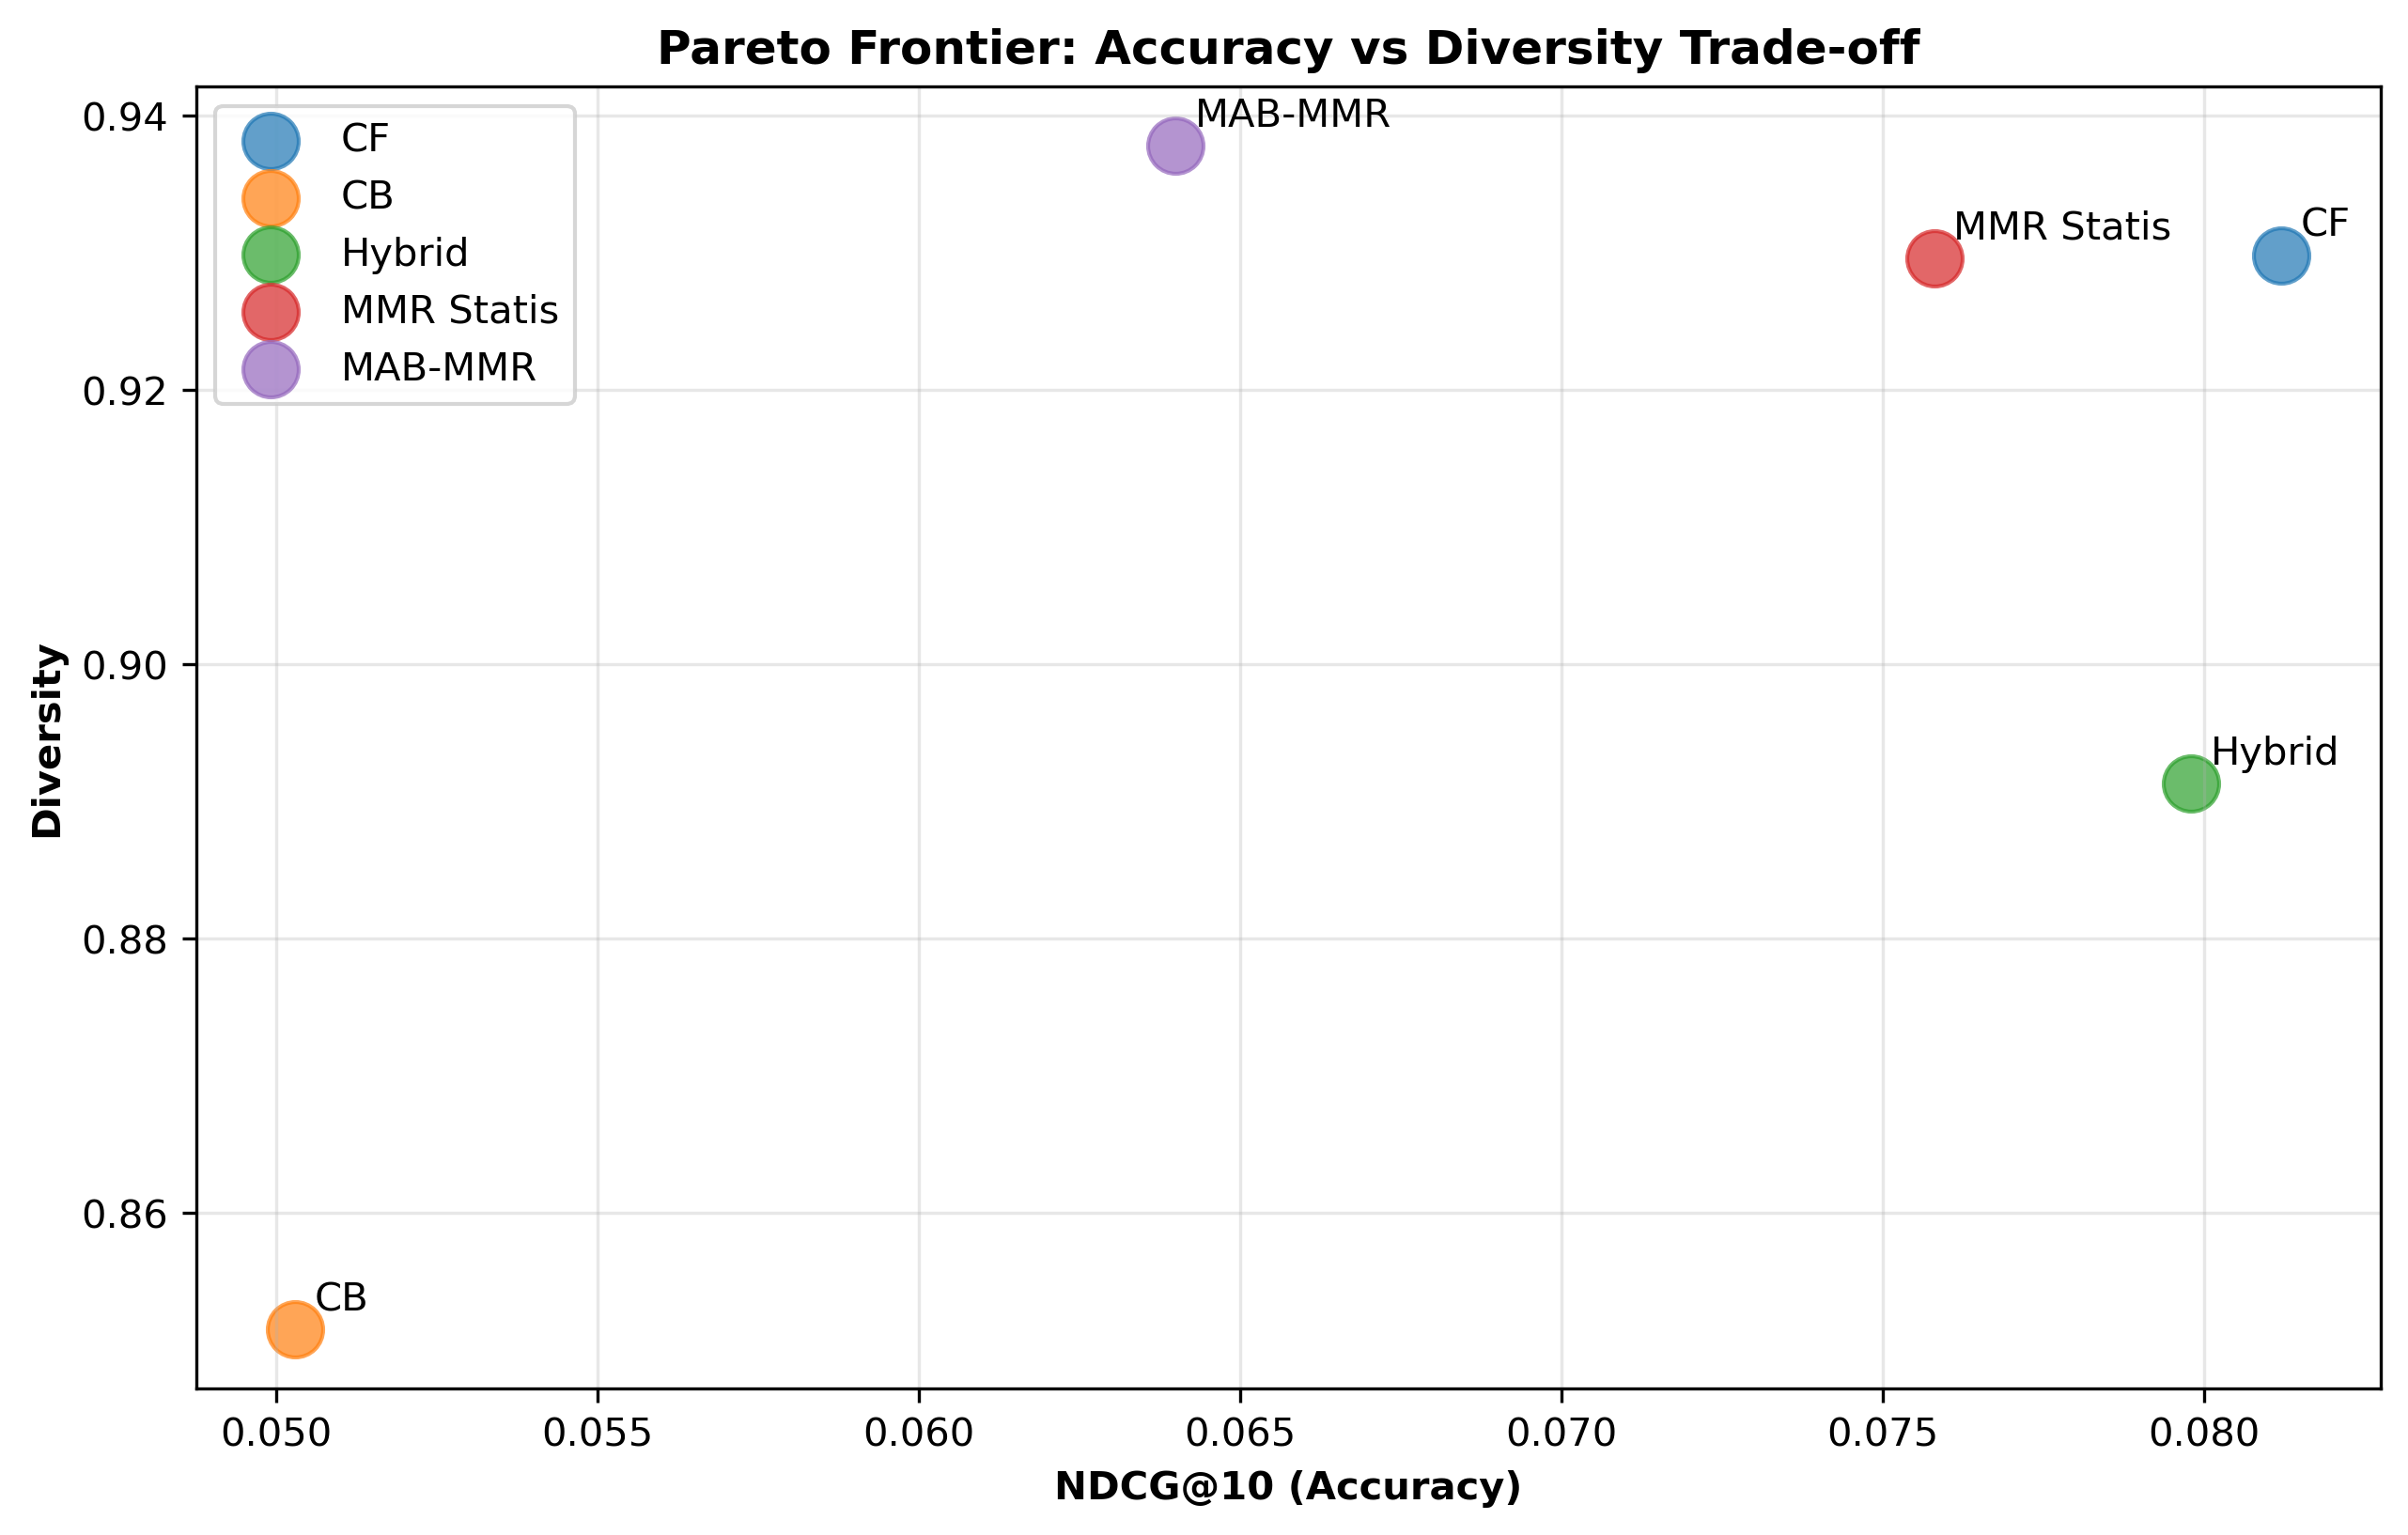 Pareto Frontier: Accuracy vs Diversity Trade-off
CF
CB
Hybrid
MMR Statis
MAB-MMR
MAB-MMR
MMR Statis
CF
Hybrid
CB
Diversity
0.94
0.92
0.90
0.88
0.86
0.050 0.055 0.060 0.065 0.070 0.075 0.080
NDCG@10 (Accuracy)